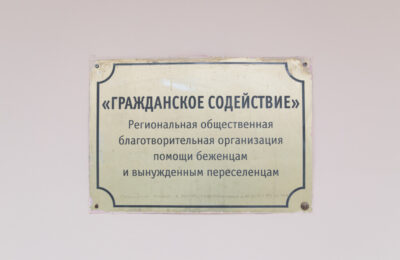 «ГРАЖДАНСКОЕ СОДЕЙСТВИЕ»
Региональная общественная
благотворительная организация
помощи беженцам
и вынужденным переселенцам